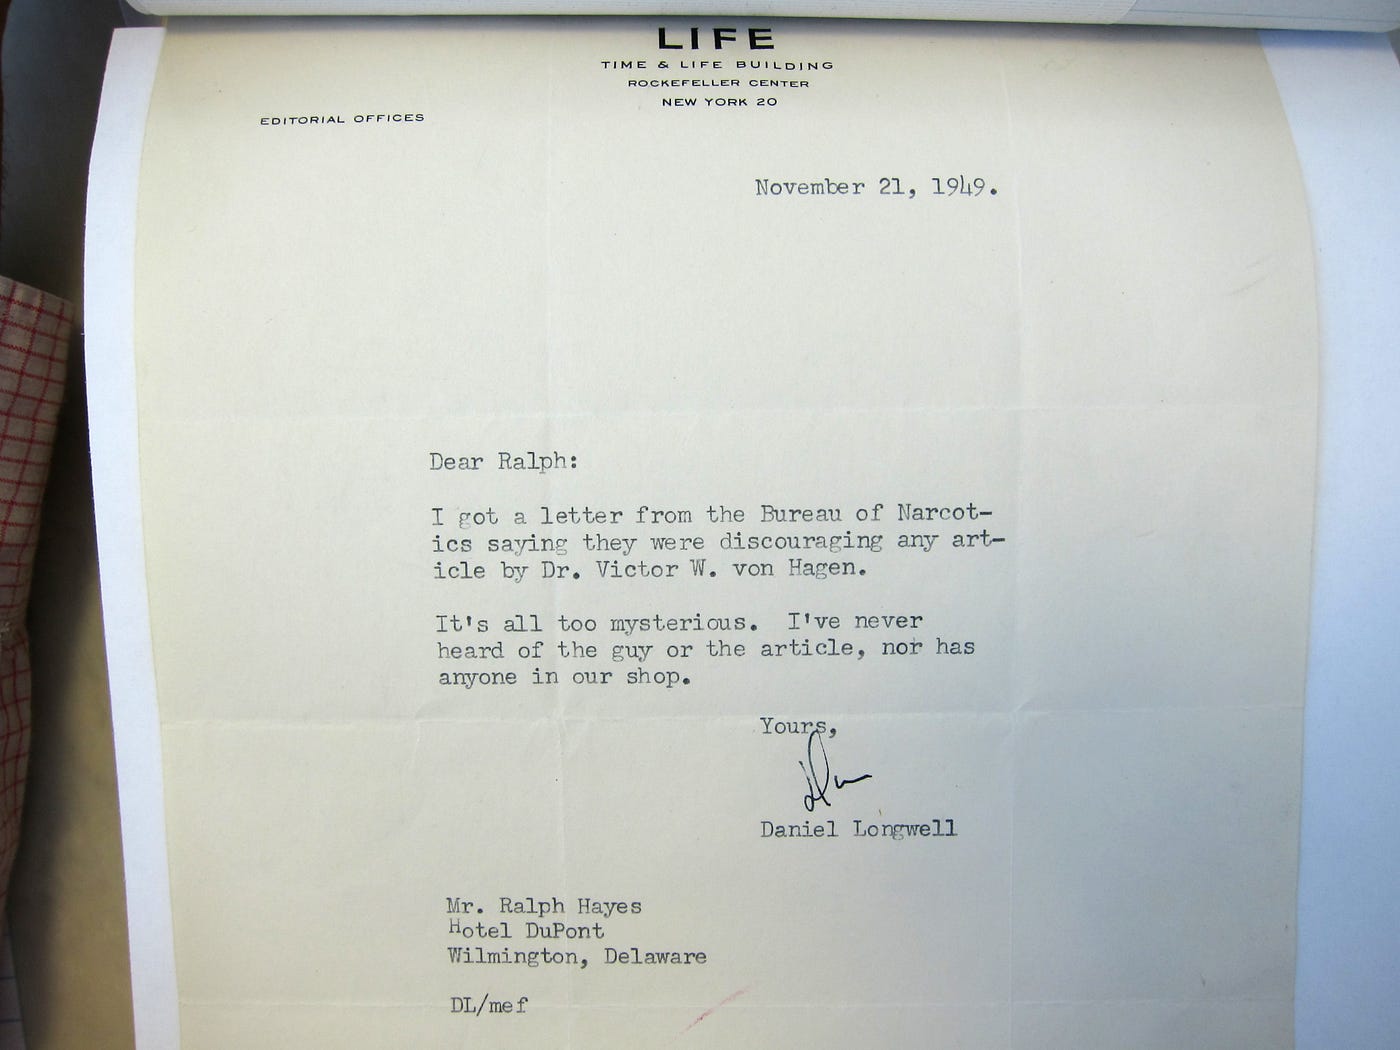 LIFE
TIME & LIFE BUILDING
ROCKEFELLER CENTER
NEW YORK 20
EDITORIAL OFFICES
November 21, 1949.
Dear Ralph:
I got a letter from the Bureau of Narcot-
ics saying they were discouraging any art-
icle by Dr. Victor W. von Hagen.
It's all too mysterious.  I've never
heard of the guy or the article, nor has
anyone in our shop.
Yours,
Daniel Longwell
Mr. Ralph Hayes
Hotel DuPont
Wilmington, Delaware
DL/mef